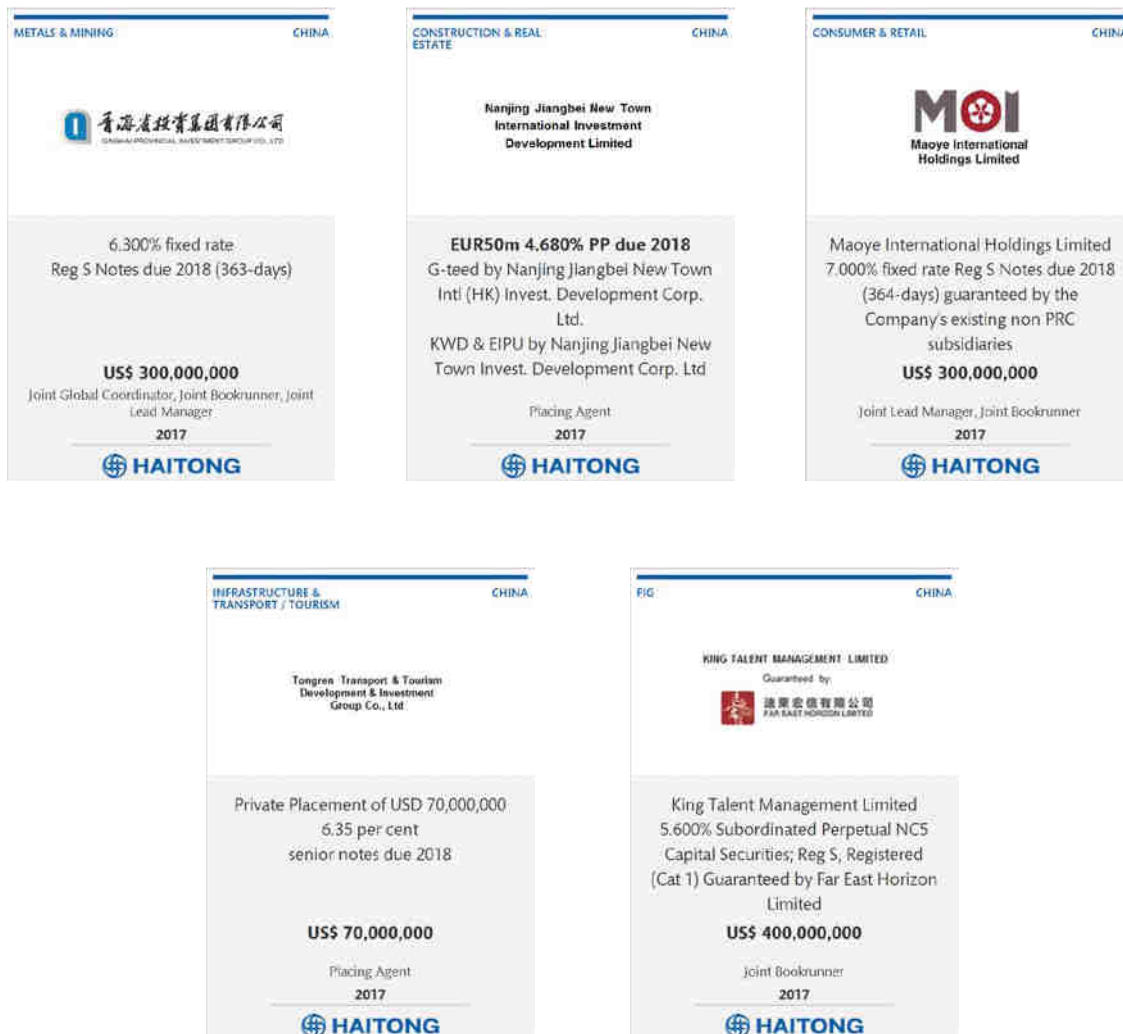 METALS & MINING
CHINA
青海省投資集團有限公司
QINGHAI PROVINCIAL INVESTMENT GROUP CO., LTD
6.300% fixed rate
Reg S Notes due 2018 (363-days)
US$ 300,000,000
Joint Global Coordinator, Joint Bookrunner, Joint
Lead Manager
2017
HAITONG
CONSTRUCTION & REAL
ESTATE
CHINA
Nanjing Jiangbei New Town
International Investment
Development Limited
EUR50m 4.680% PP due 2018
G-teed by Nanjing Jiangbei New Town
Intl (HK) Invest. Development Corp.
Ltd.
KWD & EIPU by Nanjing Jiangbei New
Town Invest. Development Corp. Ltd
Placing Agent
2017
HAITONG
CONSUMER & RETAIL
CHINA
MOI
Maoye International
Holdings Limited
Maoye International Holdings Limited
7.000% fixed rate Reg S Notes due 2018
(364-days) guaranteed by the
Company's existing non PRC
subsidiaries
US$ 300,000,000
Joint Lead Manager, Joint Bookrunner
2017
HAITONG
INFRASTRUCTURE &
TRANSPORT / TOURISM
CHINA
Tongren Transport & Tourism
Development & Investment
Group Co., Ltd
Private Placement of USD 70,000,000
6.35 per cent
senior notes due 2018
US$ 70,000,000
Placing Agent
2017
HAITONG
FIG
CHINA
KING TALENT MANAGEMENT LIMITED
Guaranteed by:
遠東宏信有限公司
FAR EAST HORIZON LIMITED
King Talent Management Limited
5.600% Subordinated Perpetual NC5
Capital Securities; Reg S, Registered
(Cat 1) Guaranteed by Far East Horizon
Limited
US$ 400,000,000
Joint Bookrunner
2017
HAITONG